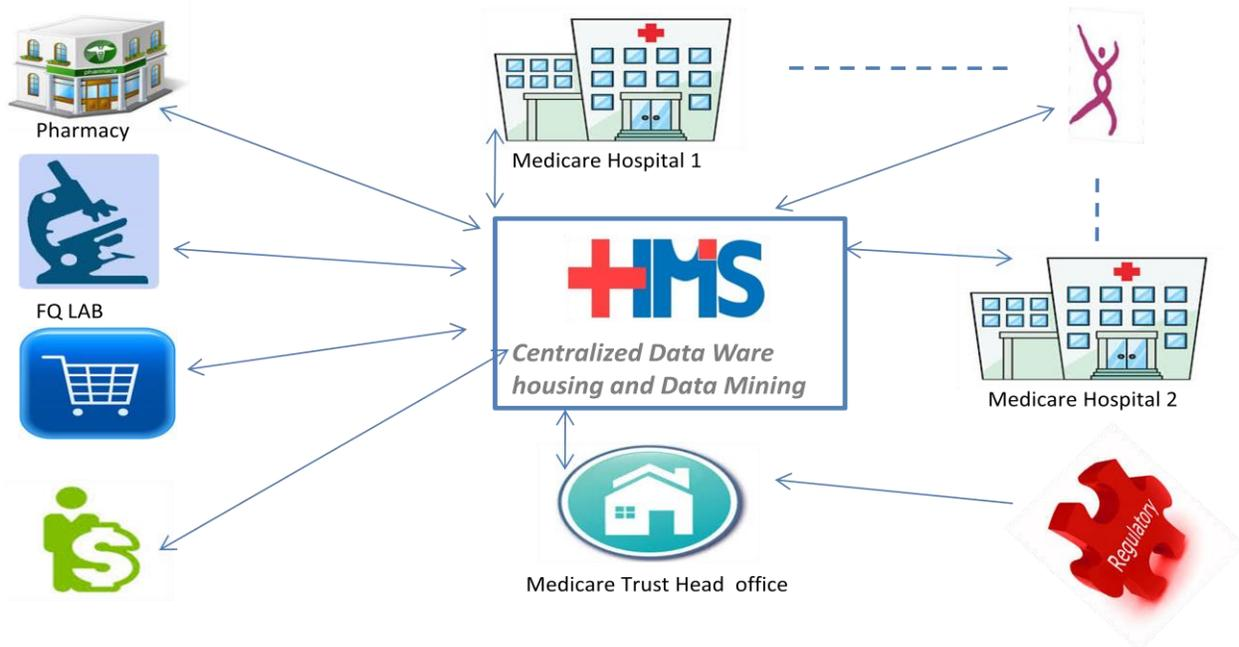 pharmacy
Pharmacy
Medicare Hospital 1
FQ LAB
HMS
Centralized Data Ware
housing and Data Mining
Medicare Hospital 2
Regulatory
Medicare Trust Head office